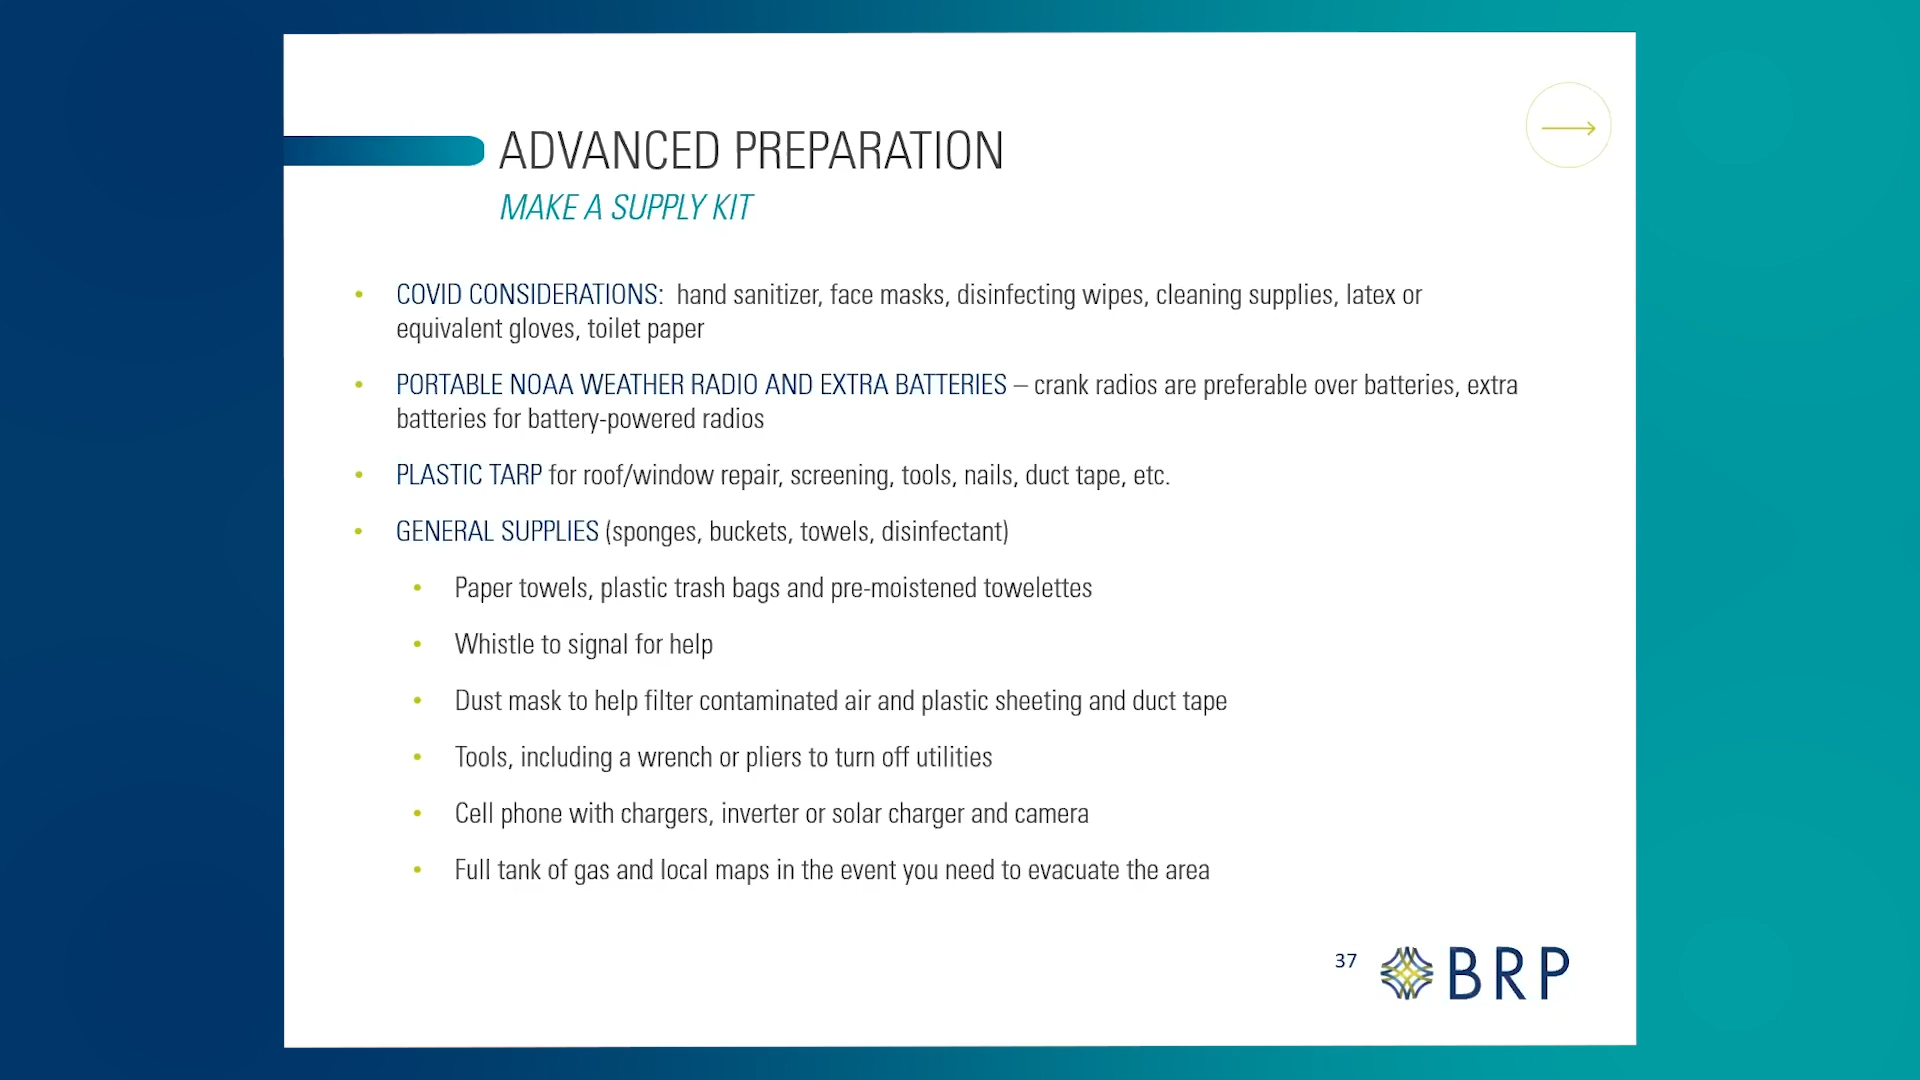 ADVANCED PREPARATION
MAKE A SUPPLY KIT
• COVID CONSIDERATIONS: hand sanitizer, face masks, disinfecting wipes, cleaning supplies, latex or
equivalent gloves, toilet paper
• PORTABLE NOAA WEATHER RADIO AND EXTRA BATTERIES – crank radios are preferable over batteries, extra
batteries for battery-powered radios
• PLASTIC TARP for roof/window repair, screening, tools, nails, duct tape, etc.
• GENERAL SUPPLIES (sponges, buckets, towels, disinfectant)
• Paper towels, plastic trash bags and pre-moistened towelettes
• Whistle to signal for help
• Dust mask to help filter contaminated air and plastic sheeting and duct tape
• Tools, including a wrench or pliers to turn off utilities
• Cell phone with chargers, inverter or solar charger and camera
• Full tank of gas and local maps in the event you need to evacuate the area
37
BRP